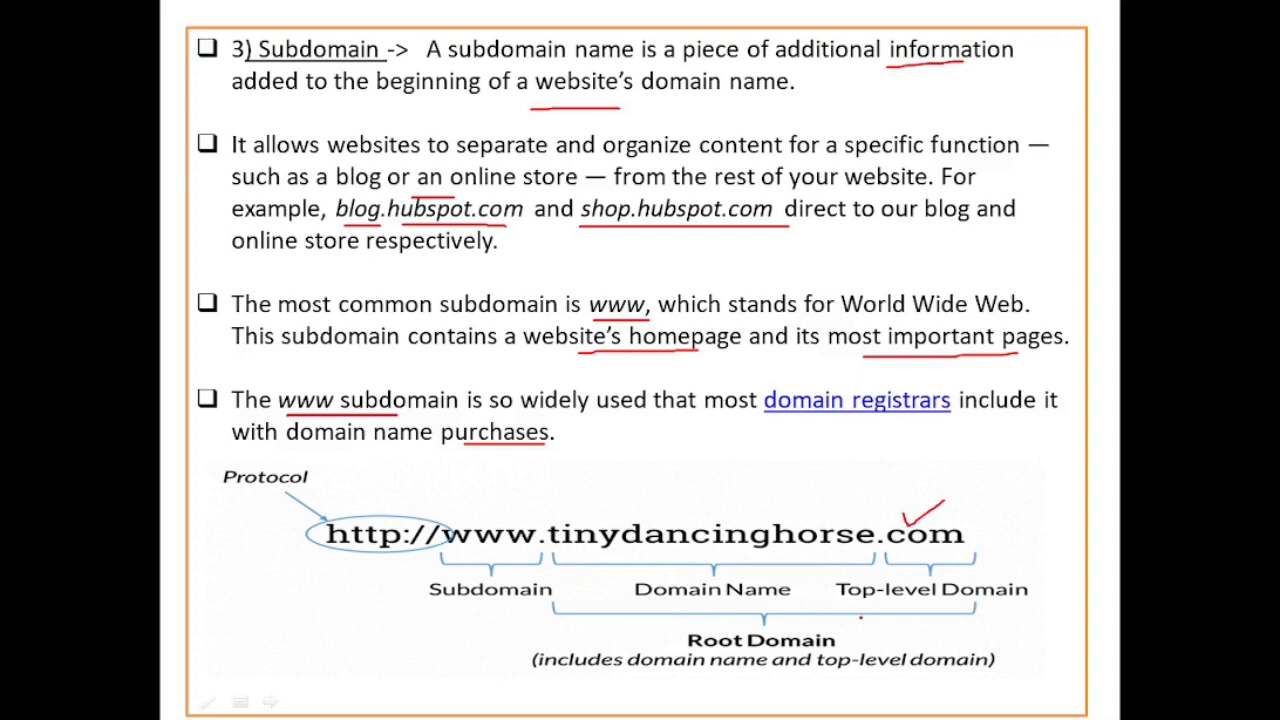 ❑ 3) Subdomain -> A subdomain name is a piece of additional information
added to the beginning of a website’s domain name.
❑ It allows websites to separate and organize content for a specific function —
such as a blog or an online store — from the rest of your website. For
example, blog.hubspot.com and shop.hubspot.com direct to our blog and
online store respectively.
❑ The most common subdomain is www, which stands for World Wide Web.
This subdomain contains a website’s homepage and its most important pages.
❑ The www subdomain is so widely used that most domain registrars include it
with domain name purchases.
Protocol
http://www.tinydancinghorse.com
Subdomain Domain Name Top-level Domain
Root Domain
(includes domain name and top-level domain)